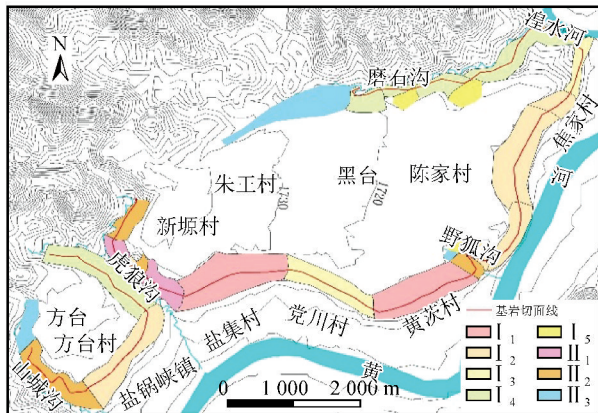 N
湟水河
磨石沟
焦家村
朱王村
黑台
陈家村
1730
1720
河
新塬村
野狐沟
虎狼沟
方台
方台村
盐集村
党川村
黄茨村
山城沟
盐锅峡镇
黄
0 1 000 2 000 m
基岩切面线
I₁ I₅
I₂ II₁
I₃ II₂
I₄ II₃